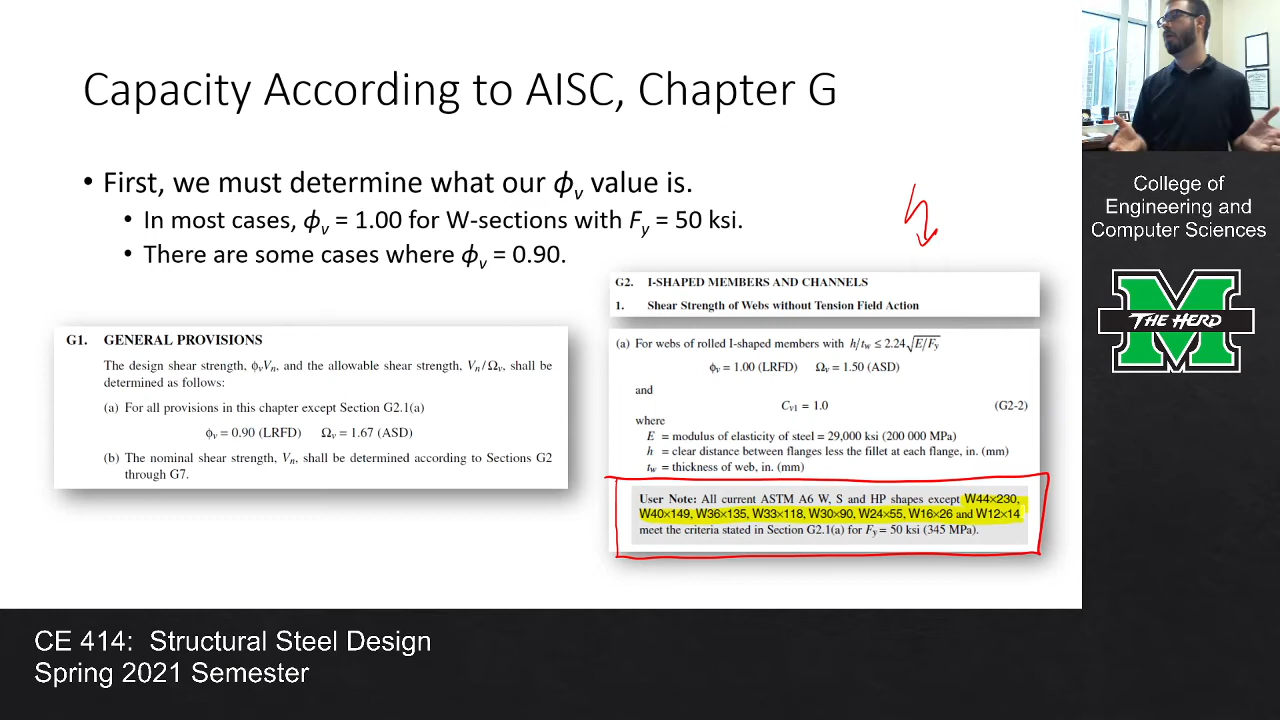 Capacity According to AISC, Chapter G
• First, we must determine what our ϕv value is.
• In most cases, ϕv = 1.00 for W-sections with Fy = 50 ksi.
• There are some cases where ϕv = 0.90.
G1. GENERAL PROVISIONS
The design shear strength, ϕvVn, and the allowable shear strength, Vn/Ωv, shall be
determined as follows:
(a) For all provisions in this chapter except Section G2.1(a)
ϕv = 0.90 (LRFD) Ωv = 1.67 (ASD)
(b) The nominal shear strength, Vn, shall be determined according to Sections G2
through G7.
G2. I-SHAPED MEMBERS AND CHANNELS
1. Shear Strength of Webs without Tension Field Action
(a) For webs of rolled I-shaped members with h/tw ≤ 2.24√E/Fy
ϕv = 1.00 (LRFD) Ωv = 1.50 (ASD)
and
Cv1 = 1.0 (G2-2)
where
E = modulus of elasticity of steel = 29,000 ksi (200 000 MPa)
h = clear distance between flanges less the fillet at each flange, in. (mm)
tw = thickness of web, in. (mm)
User Note: All current ASTM A6 W, S and HP shapes except W44×230,
W40×149, W36×135, W33×118, W30×90, W24×55, W16×26 and W12×14
meet the criteria stated in Section G2.1(a) for Fy = 50 ksi (345 MPa).
College of
Engineering and
Computer Sciences
THE HERD
CE 414: Structural Steel Design
Spring 2021 Semester